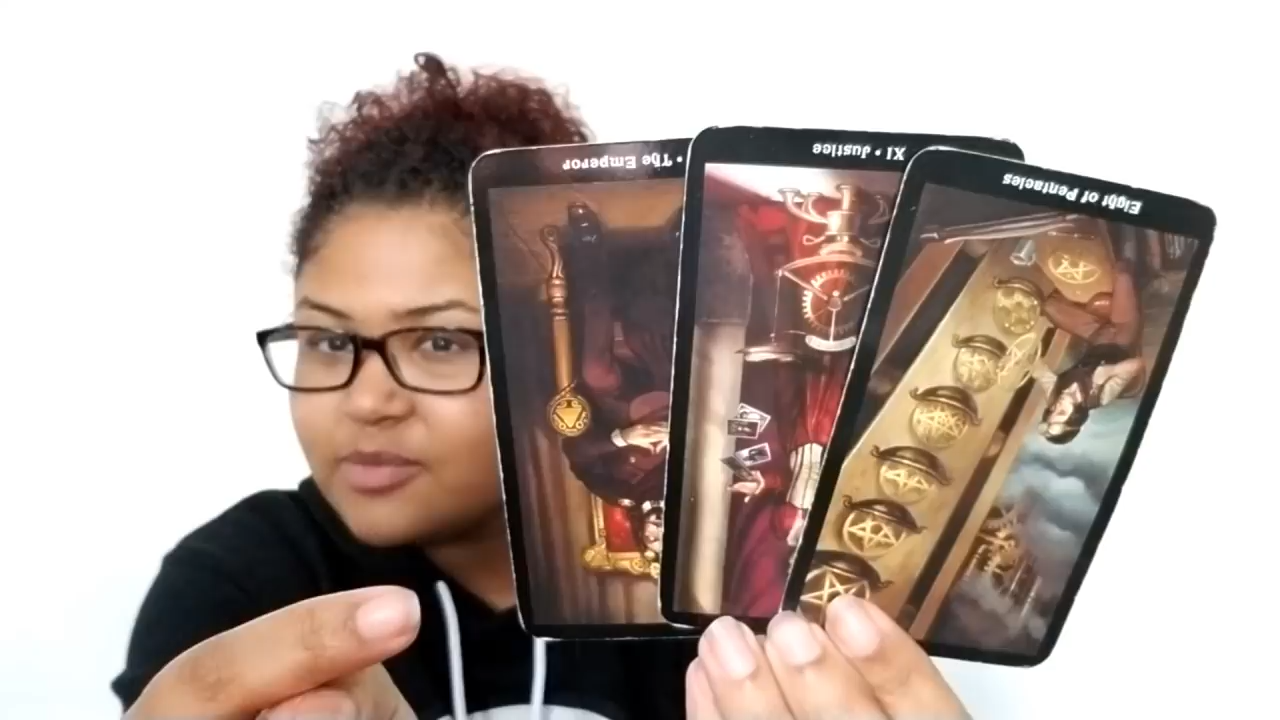 • The Emperor
XI • Justice
Eight of Pentacles